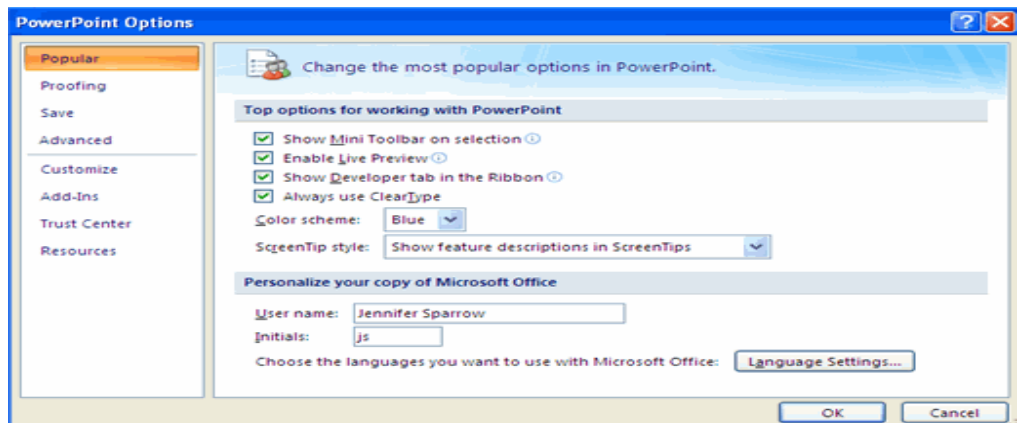 PowerPoint Options
Popular
Proofing
Save
Advanced
Customize
Add-Ins
Trust Center
Resources
Change the most popular options in PowerPoint.
Top options for working with PowerPoint
Show Mini Toolbar on selection
Enable Live Preview
Show Developer tab in the Ribbon
Always use ClearType
Color scheme: Blue
ScreenTip style: Show feature descriptions in ScreenTips
Personalize your copy of Microsoft Office
User name: Jennifer Sparrow
Initials: js
Choose the languages you want to use with Microsoft Office: Language Settings...
OK Cancel